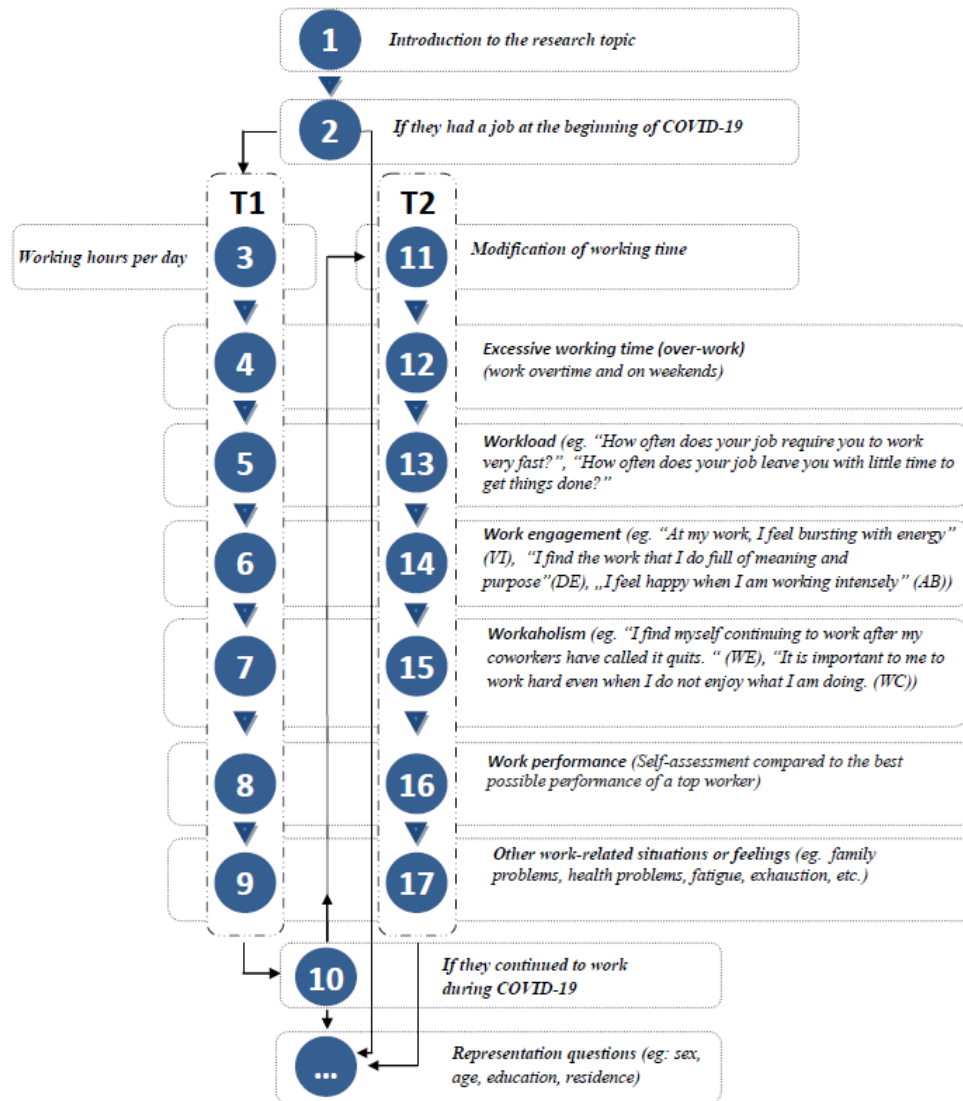 1
Introduction to the research topic
2
If they had a job at the beginning of COVID-19
T1
T2
Working hours per day
3
11
Modification of working time
4
12
Excessive working time (over-work)
(work overtime and on weekends)
5
13
Workload (eg. “How often does your job require you to work
very fast?”, “How often does your job leave you with little time to
get things done?”
6
14
Work engagement (eg. “At my work, I feel bursting with energy”
(VI), “I find the work that I do full of meaning and
purpose”(DE), „I feel happy when I am working intensely” (AB))
7
15
Workaholism (eg. “I find myself continuing to work after my
coworkers have called it quits. “ (WE), “It is important to me to
work hard even when I do not enjoy what I am doing. (WC))
8
16
Work performance (Self-assessment compared to the best
possible performance of a top worker)
9
17
Other work-related situations or feelings (eg. family
problems, health problems, fatigue, exhaustion, etc.)
10
If they continued to work
during COVID-19
...
Representation questions (eg: sex,
age, education, residence)